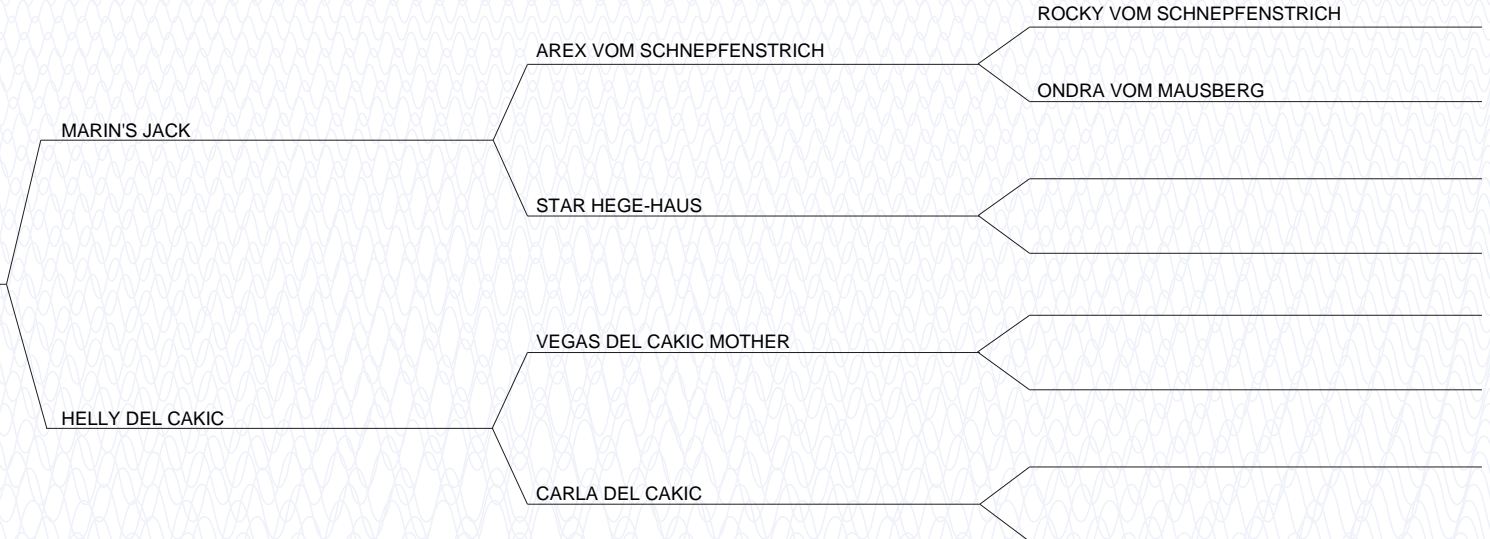 ROCKY VOM SCHNEPFENSTRICH
AREX VOM SCHNEPFENSTRICH
ONDRA VOM MAUSBERG
MARIN'S JACK
STAR HEGE-HAUS
VEGAS DEL CAKIC MOTHER
HELLY DEL CAKIC
CARLA DEL CAKIC